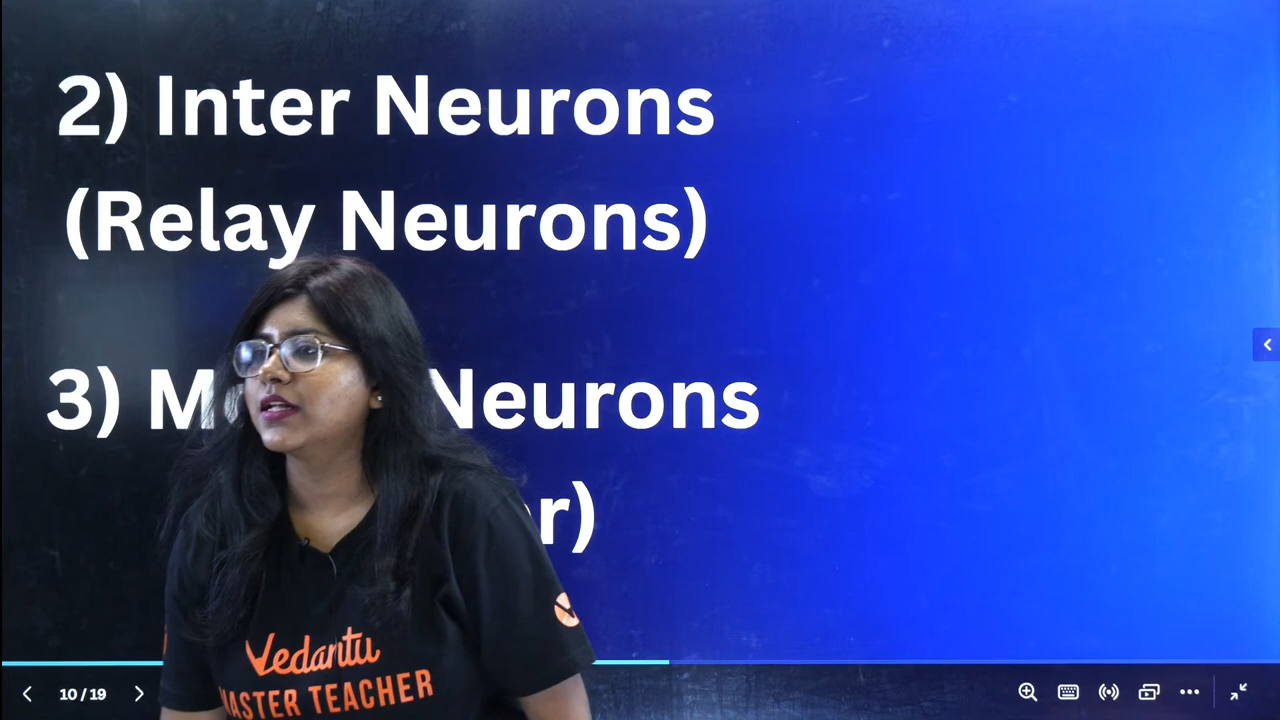 2) Inter Neurons
(Relay Neurons)
3) Neurons
Vedantu
MASTER TEACHER
10 / 19